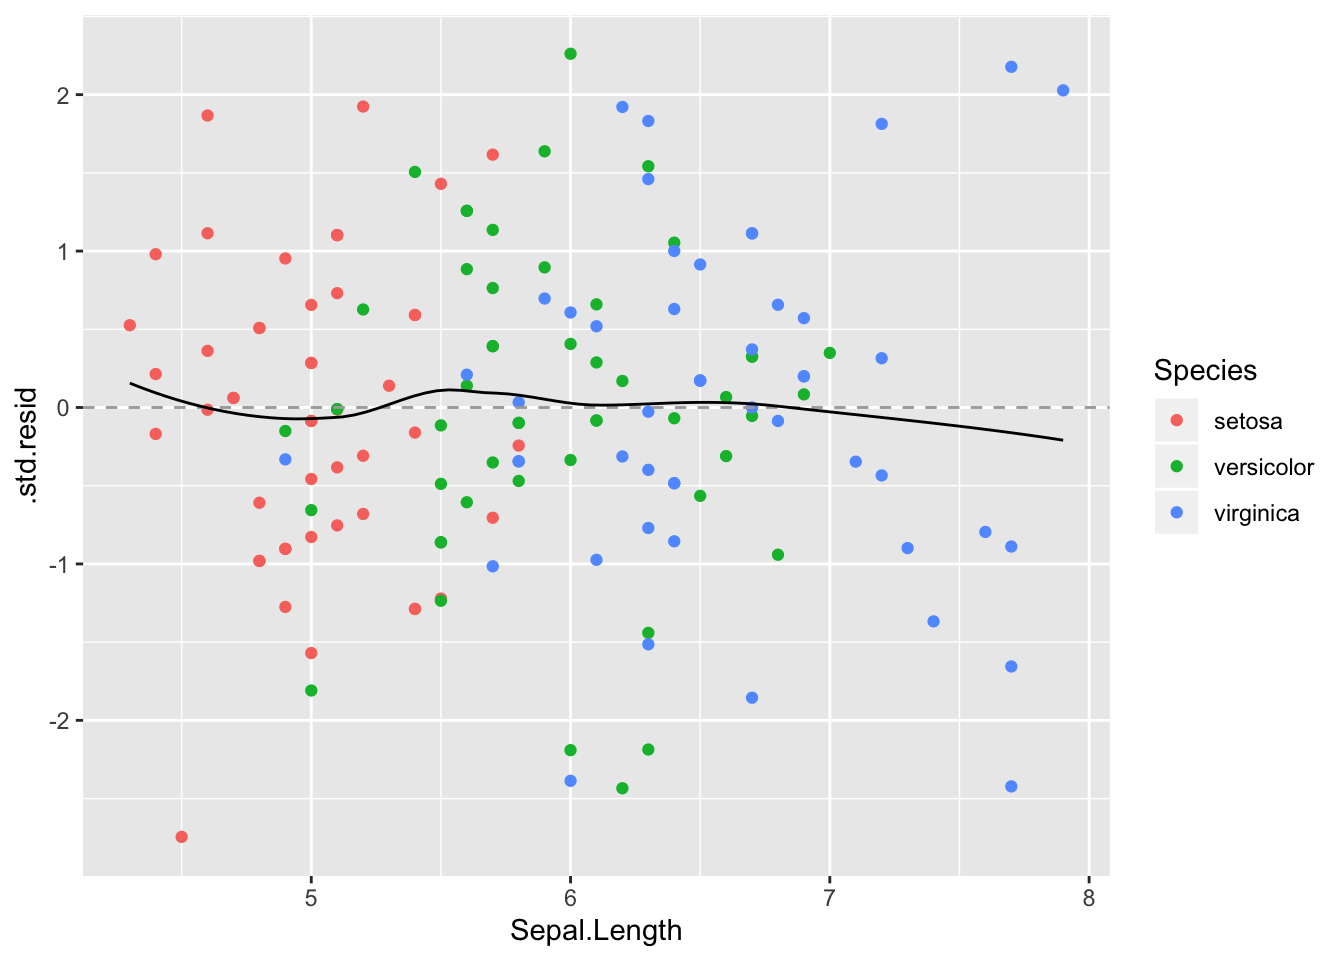 .std.resid
2
1
0
-1
-2
5
6
7
8
Sepal.Length
Species
setosa
versicolor
virginica